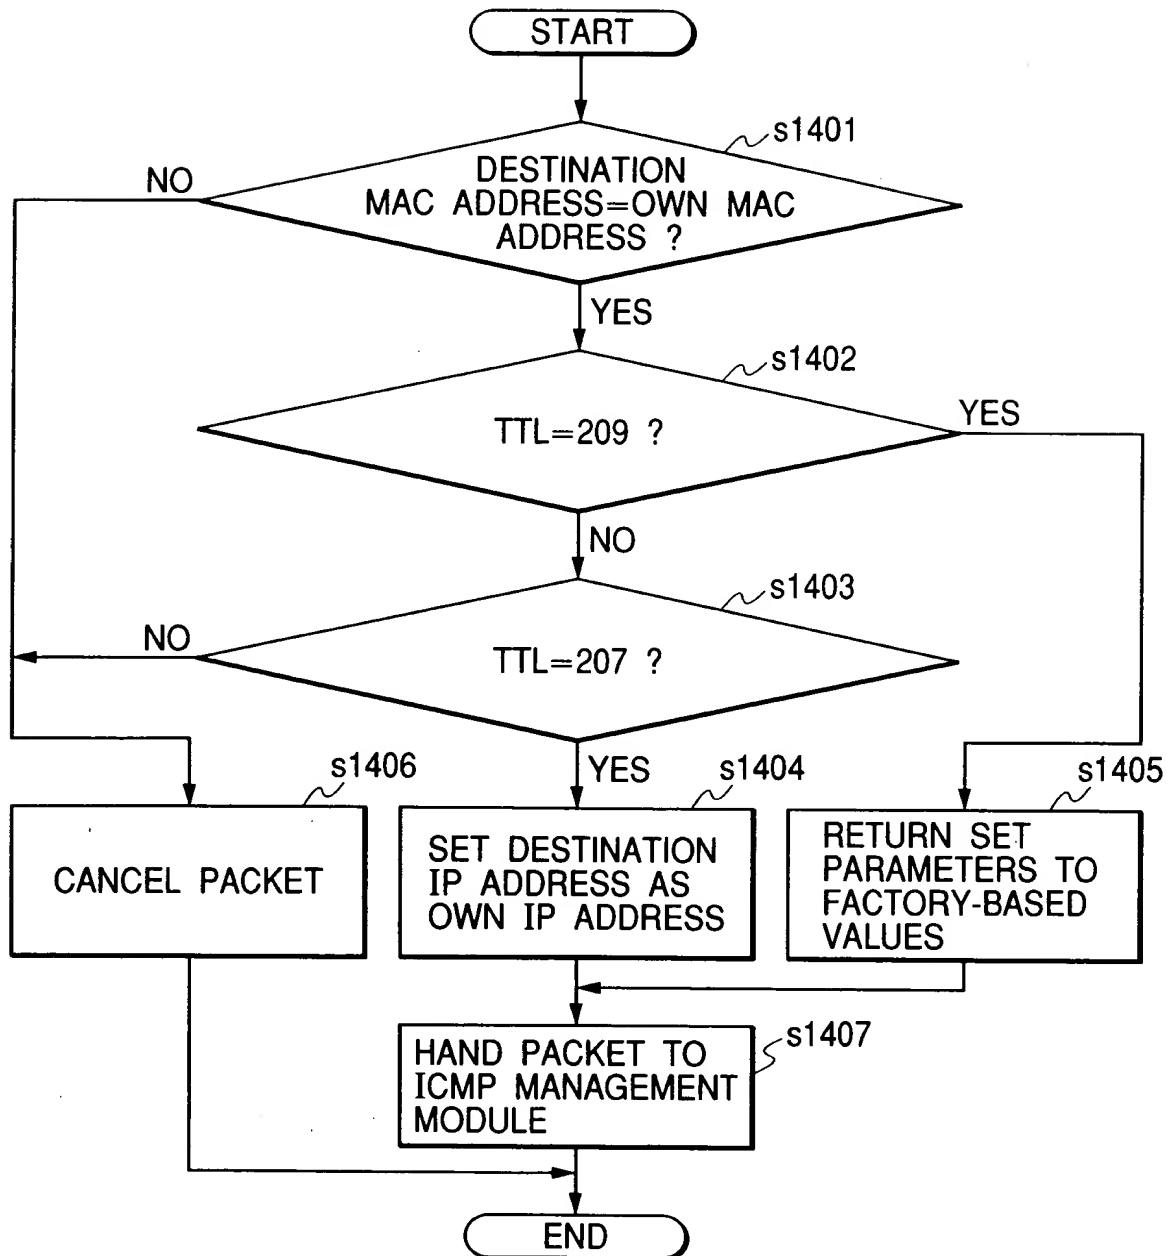 START
s1401
NO
DESTINATION
MAC ADDRESS=OWN MAC
ADDRESS ?
YES
s1402
TTL=209 ?
YES
NO
s1403
NO
TTL=207 ?
YES
s1406
s1404
s1405
CANCEL PACKET
SET DESTINATION
IP ADDRESS AS
OWN IP ADDRESS
RETURN SET
PARAMETERS TO
FACTORY-BASED
VALUES
s1407
HAND PACKET TO
ICMP MANAGEMENT
MODULE
END